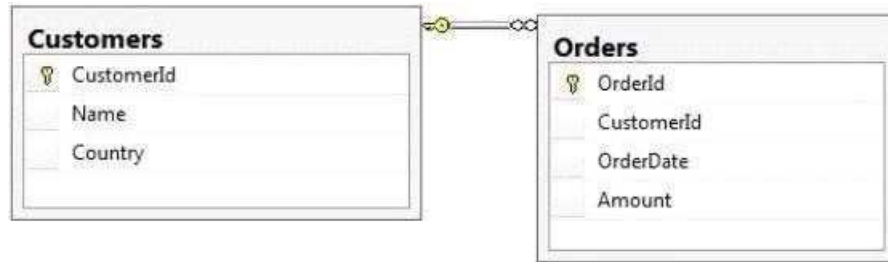 Customers
CustomerId
Name
Country
Orders
OrderId
CustomerId
OrderDate
Amount